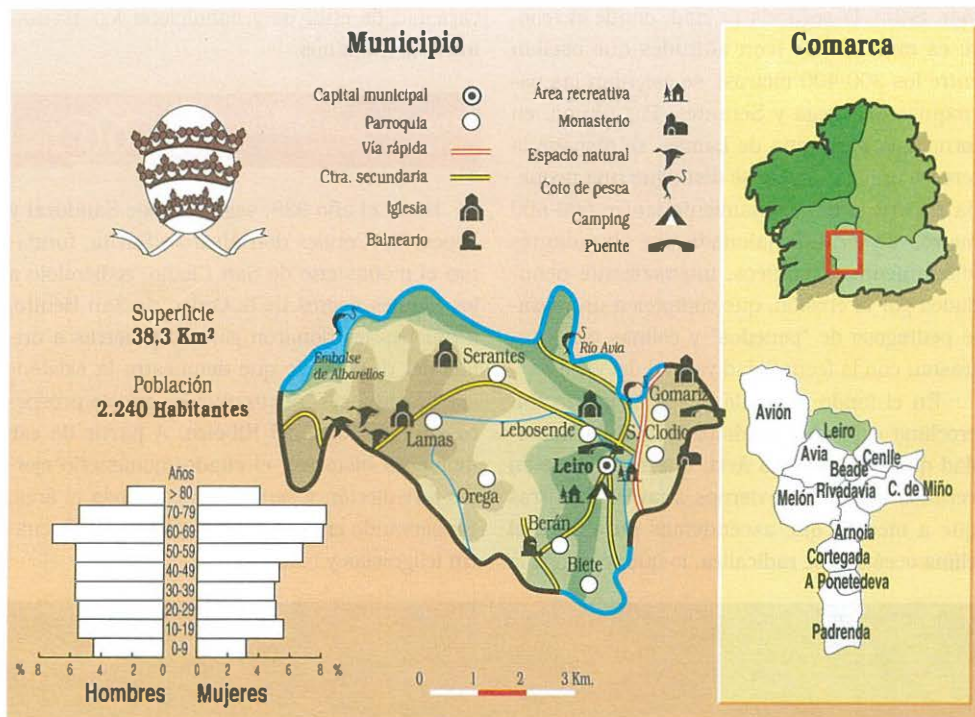 Municipio
Capital municipal
Parroquia
Vía rápida
Ctra. secundaria
Iglesia
Balneario
Área recreativa
Monasterio
Espacio natural
Coto de pesca
Camping
Puente
Superficie
38,3 Km²
Población
2.240 Habitantes
Embalse
de Albarellos
Serantes
Río Avia
Gomariz
Lamas
Lebosende
S. Clodio
Leiro
Orega
Berán
Biete
Años
> 80
70-79
60-69
50-59
40-49
30-39
20-29
10-19
0-9
% 8 6 4 2 0 0 2 4 6 8 %
Hombres Mujeres
0 1 2 3 Km.
Comarca
Avión
Leiro
Avia
Beade
Cenlle
Melón
Rivadavia
C. de Miño
Arnoia
Cortegada
A Ponetedeva
Padrenda